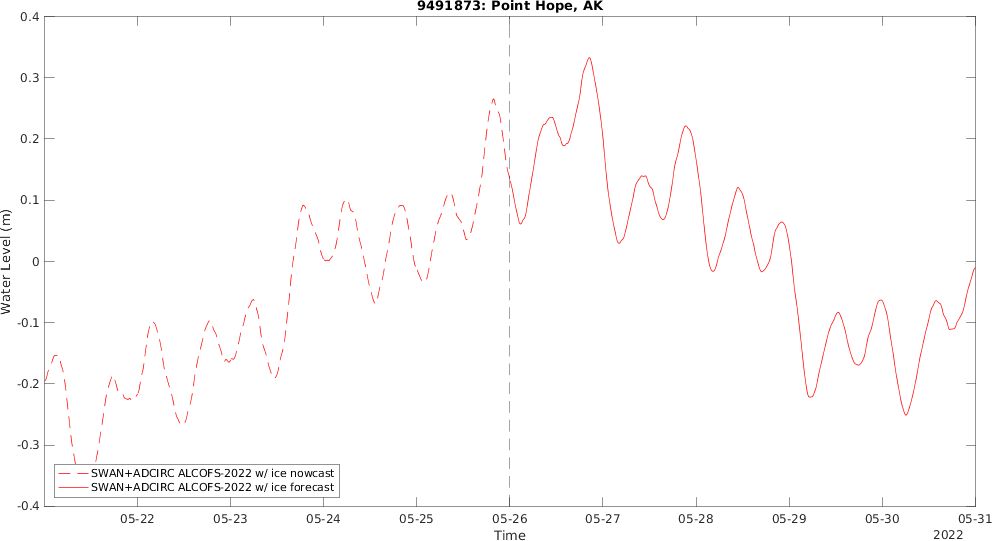 9491873: Point Hope, AK
0.4
0.3
0.2
0.1
0
-0.1
-0.2
-0.3
-0.4
Water Level (m)
SWAN+ADCIRC ALCOFS-2022 w/ ice nowcast
SWAN+ADCIRC ALCOFS-2022 w/ ice forecast
05-22 05-23 05-24 05-25 05-26 05-27 05-28 05-29 05-30 05-31
Time
2022